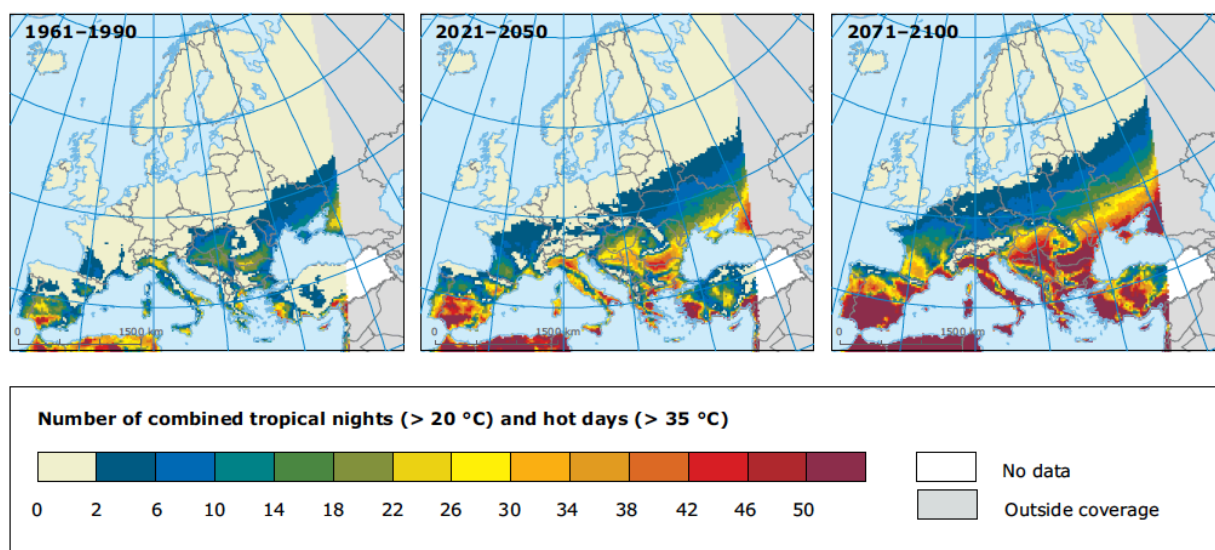 1961–1990
2021–2050
2071–2100
0 1500 km
0 1500 km
0 1500 km
Number of combined tropical nights (> 20 °C) and hot days (> 35 °C)
0 2 6 10 14 18 22 26 30 34 38 42 46 50
No data
Outside coverage